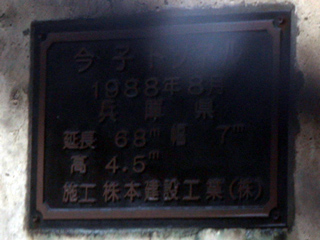 今子トンネル
1988年8月
兵庫県
延長 68m 幅 7m
高 4.5m
施工 株本建設工業(株)